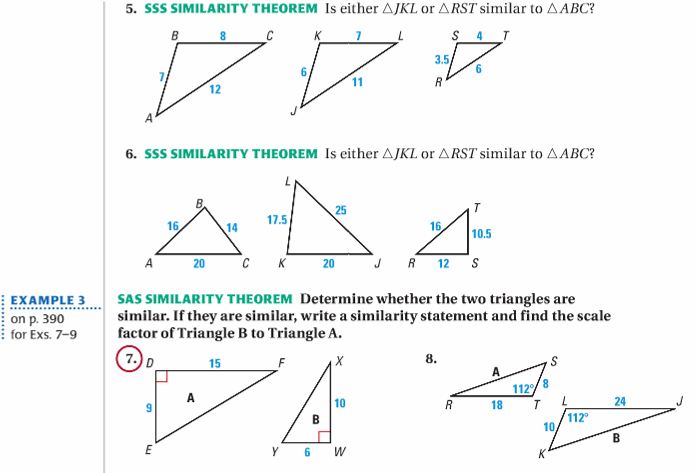 5. SSS SIMILARITY THEOREM Is either △JKL or △RST similar to △ABC?
B 8 C
7
12
A
K 7 L
6
11
J
S 4 T
3.5
6
R
6. SSS SIMILARITY THEOREM Is either △JKL or △RST similar to △ABC?
B
16 14
A 20 C
L
17.5 25
K 20 J
T
16
10.5
R 12 S
EXAMPLE 3
on p. 390
for Exs. 7–9
SAS SIMILARITY THEOREM Determine whether the two triangles are
similar. If they are similar, write a similarity statement and find the scale
factor of Triangle B to Triangle A.
7.
D 15 F
9 A
E
X
10
B
Y 6 W
8.
S
A
112° 8
R 18 T
L 24 J
112°
10
B
K